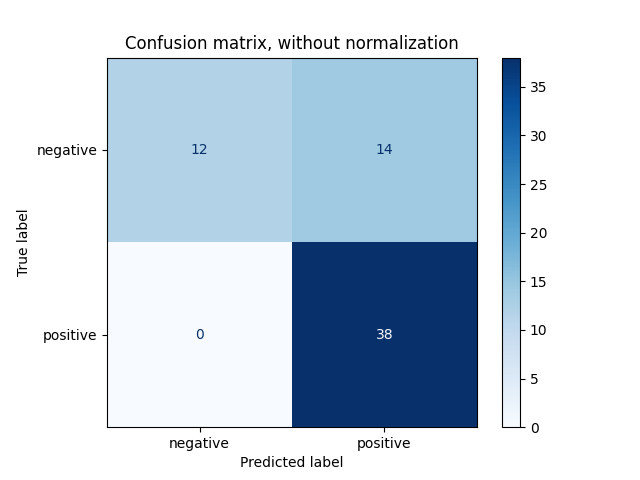 Confusion matrix, without normalization
True label
negative
positive
12
14
0
38
negative
positive
Predicted label
35
30
25
20
15
10
5
0